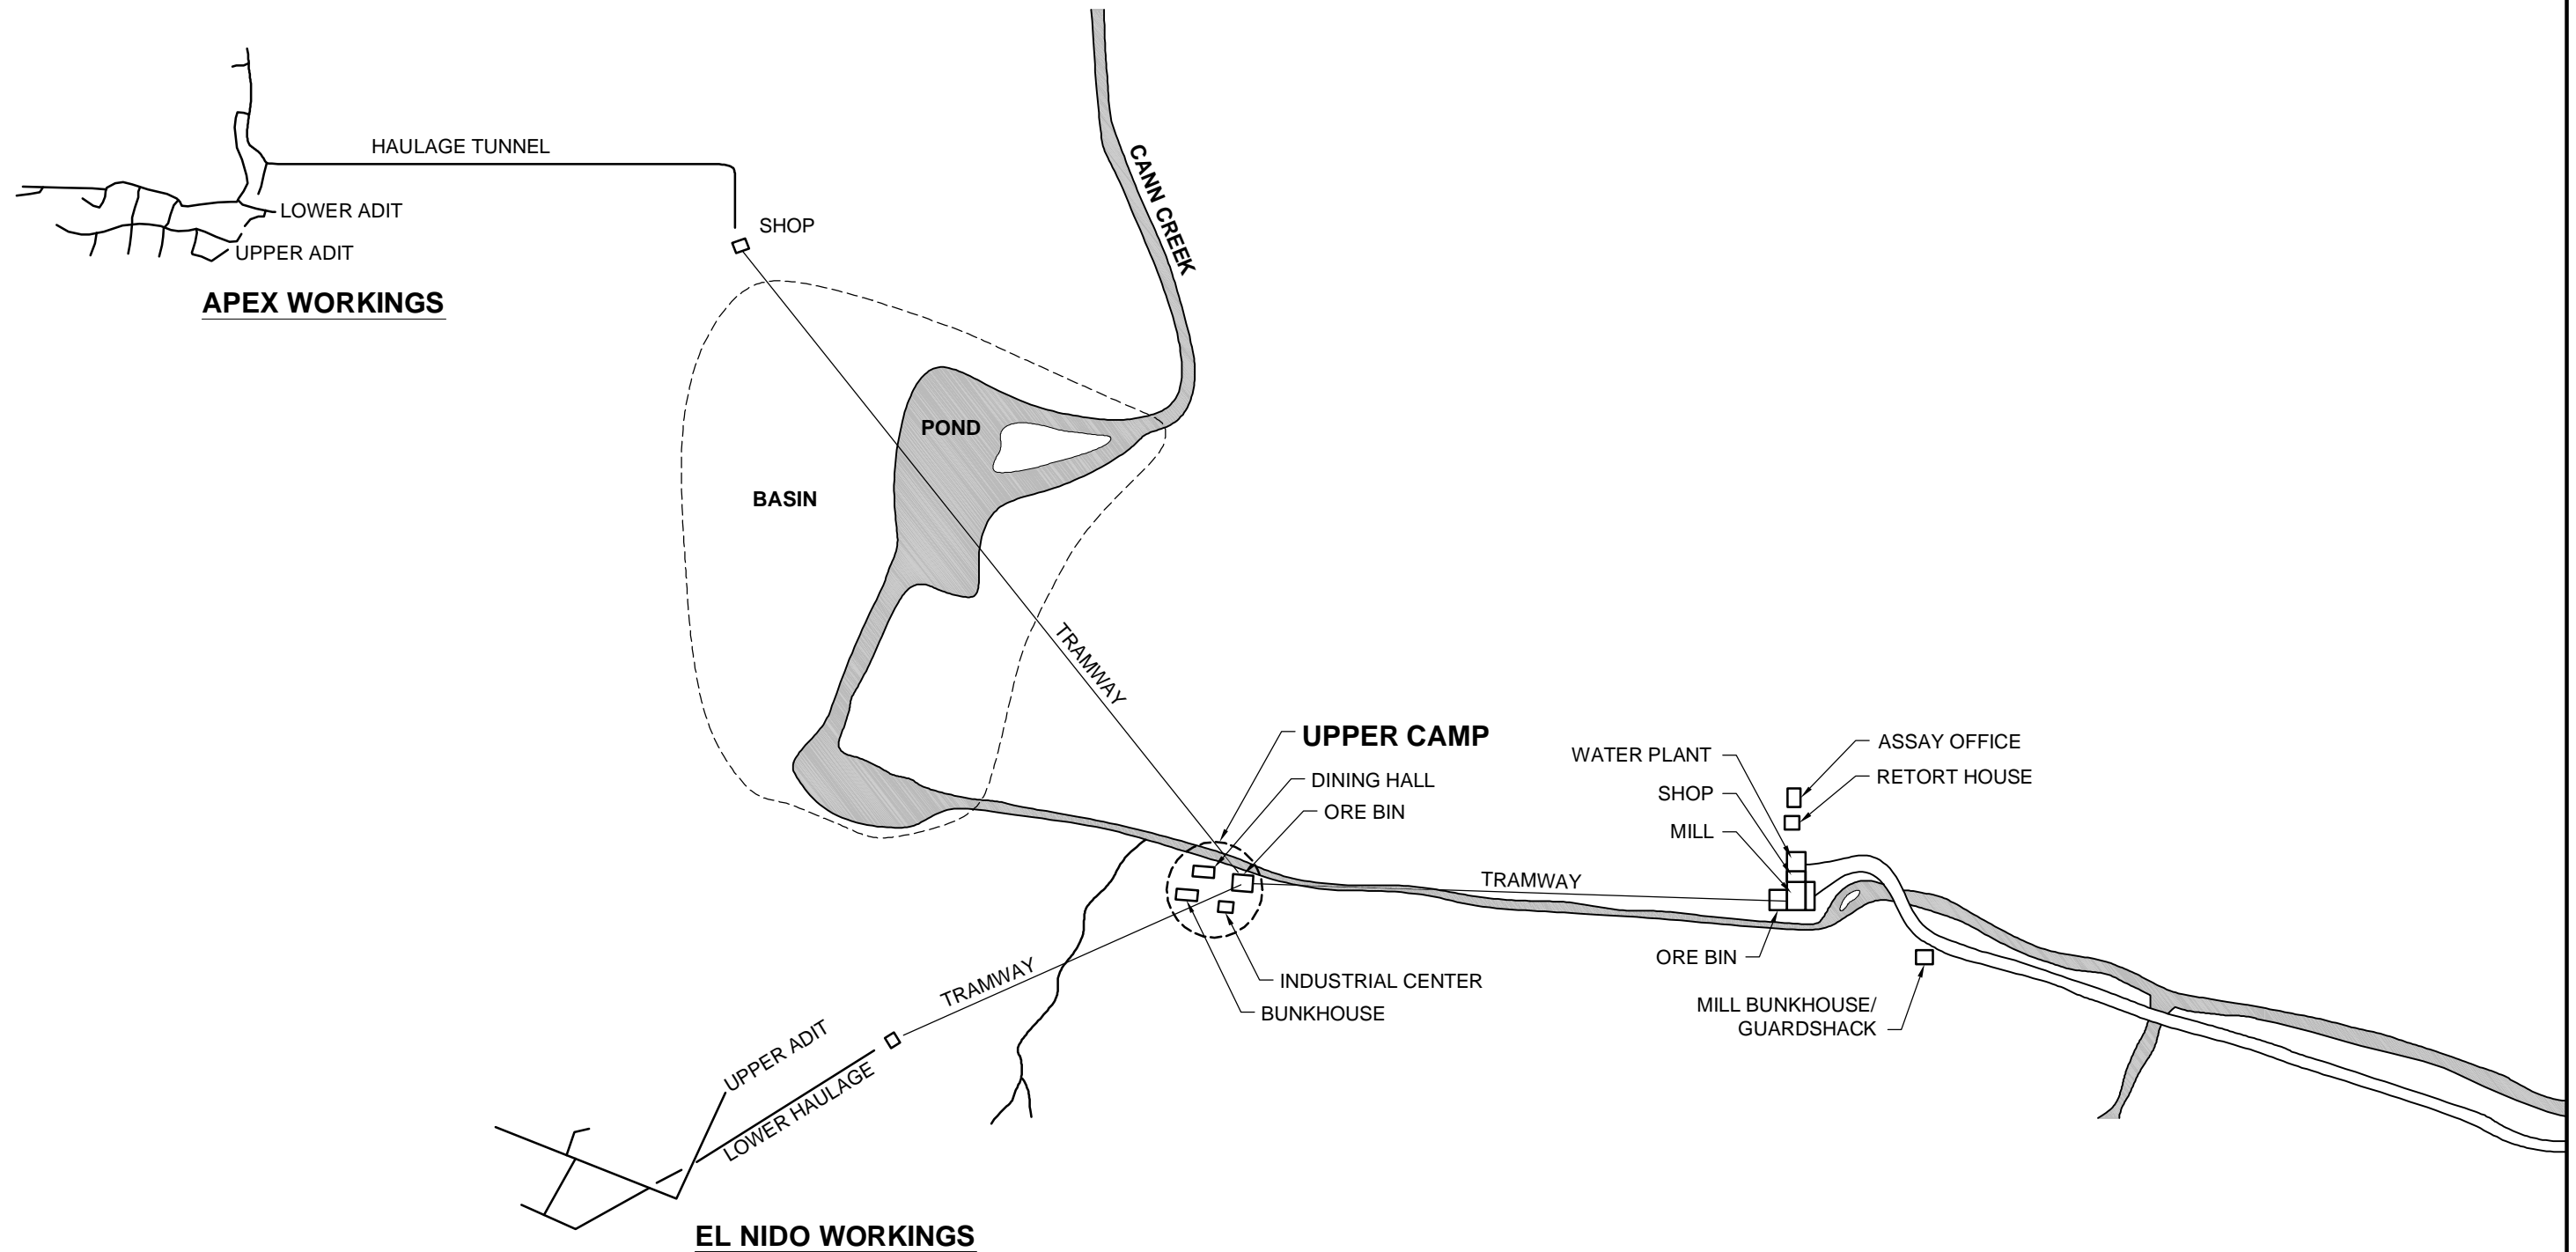 HAULAGE TUNNEL
CANN CREEK
LOWER ADIT
SHOP
UPPER ADIT
APEX WORKINGS
POND
BASIN
TRAMWAY
UPPER CAMP
DINING HALL
ORE BIN
WATER PLANT
ASSAY OFFICE
RETORT HOUSE
SHOP
MILL
TRAMWAY
ORE BIN
TRAMWAY
INDUSTRIAL CENTER
BUNKHOUSE
MILL BUNKHOUSE/
GUARDSHACK
UPPER ADIT
LOWER HAULAGE
EL NIDO WORKINGS